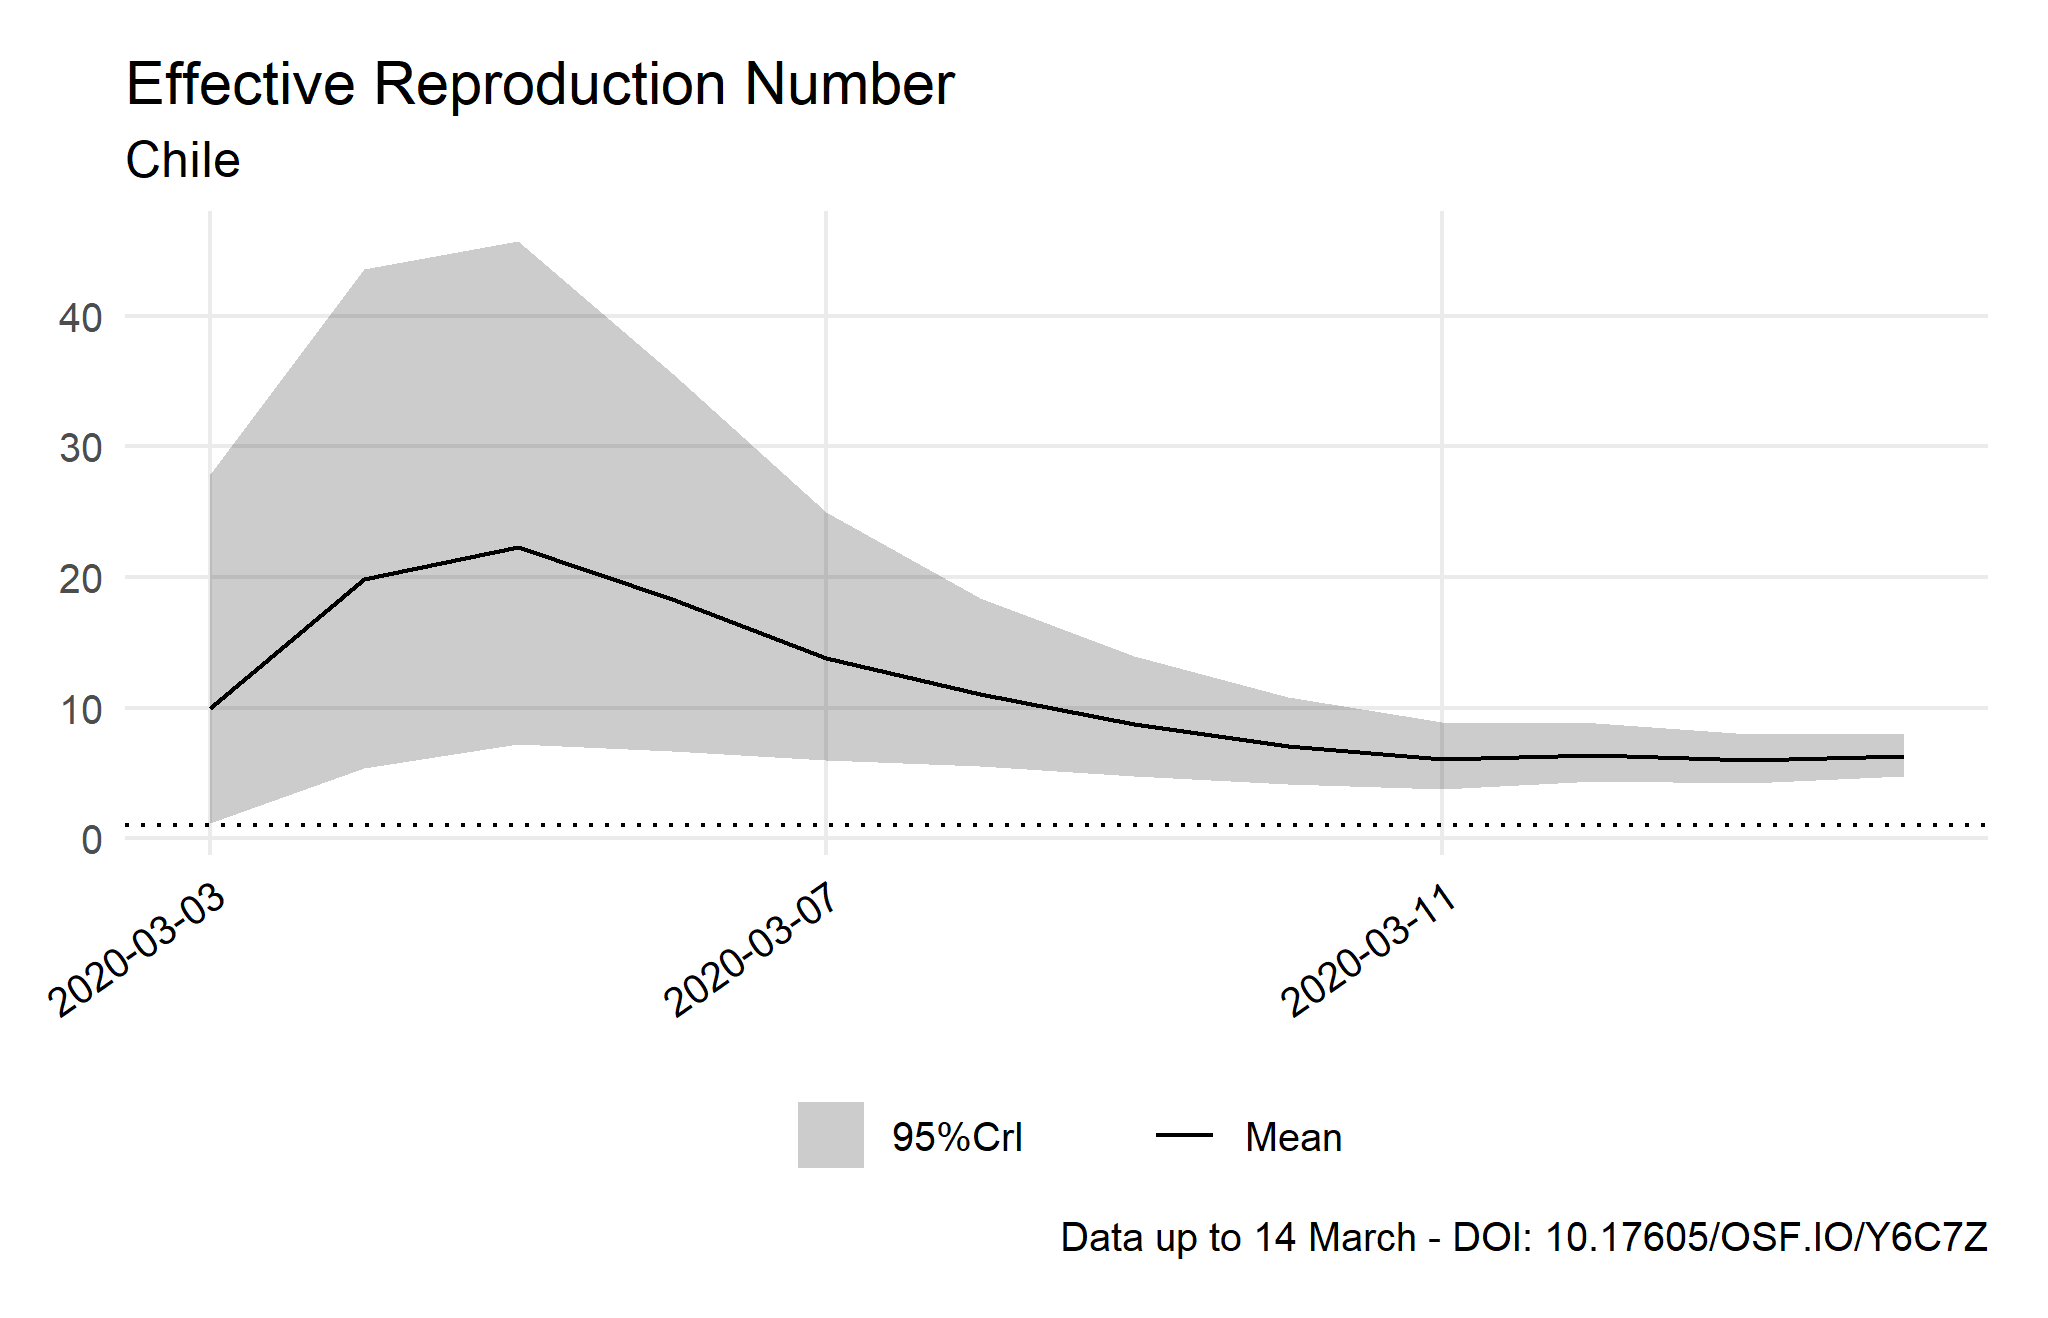 Effective Reproduction Number
Chile
40
30
20
10
0
2020-03-03
2020-03-07
2020-03-11
95%CrI
Mean
Data up to 14 March - DOI: 10.17605/OSF.IO/Y6C7Z